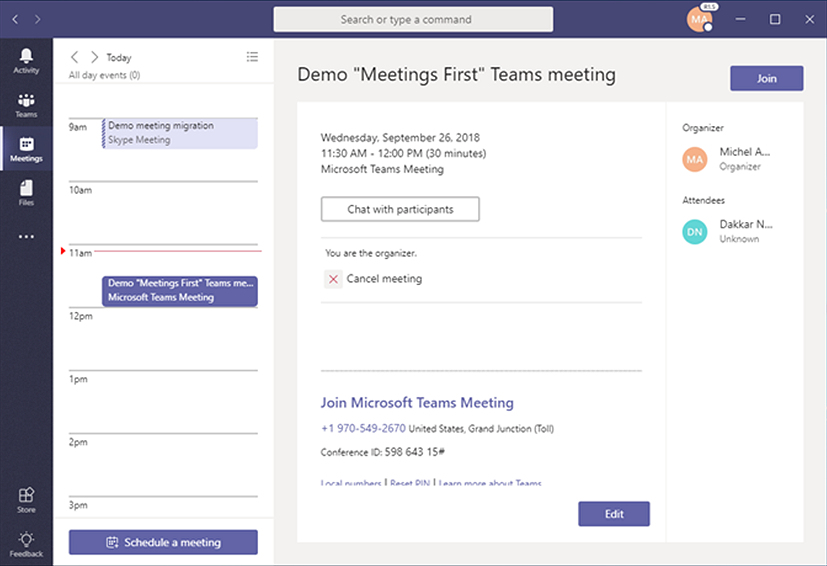 Search or type a command
MA
R1.5
Activity
Teams
Meetings
Files
Store
Feedback
Today
All day events (0)
9am
Demo meeting migration
Skype Meeting
10am
11am
Demo "Meetings First" Teams me...
Microsoft Teams Meeting
12pm
1pm
2pm
3pm
Schedule a meeting
Demo "Meetings First" Teams meeting
Join
Wednesday, September 26, 2018
11:30 AM - 12:00 PM (30 minutes)
Microsoft Teams Meeting
Chat with participants
You are the organizer.
Cancel meeting
Join Microsoft Teams Meeting
+1 970-549-2670 United States, Grand Junction (Toll)
Conference ID: 598 643 15#
Local numbers | Reset PIN | Learn more about Teams
Edit
Organizer
MA
Michel A...
Organizer
Attendees
DN
Dakkar N...
Unknown